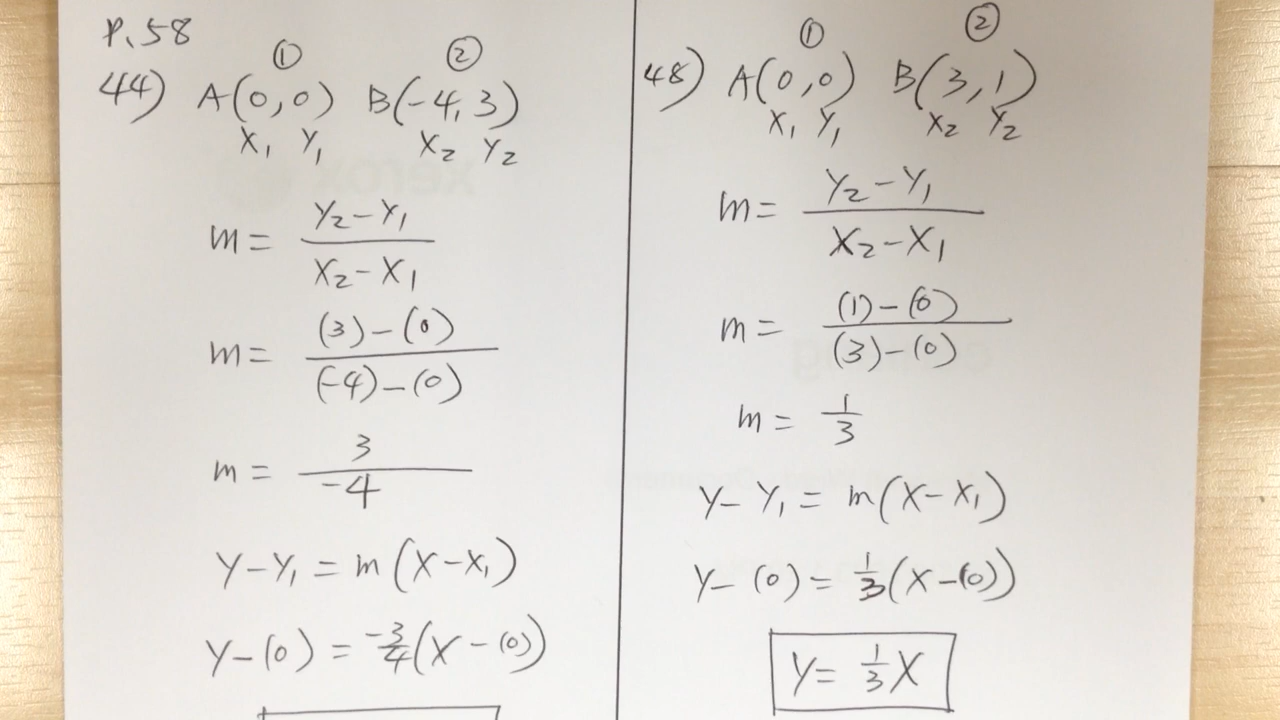 P.58
① ②
44) A(0,0) B(-4,3)
X₁ Y₁ X₂ Y₂
m = Y₂-Y₁ / X₂-X₁
m = (3)-(0) / (-4)-(0)
m = 3 / -4
Y-Y₁ = m(X-X₁)
Y-(0) = -3/4(X-(0))
① ②
48) A(0,0) B(3,1)
X₁ Y₁ X₂ Y₂
m = Y₂-Y₁ / X₂-X₁
m = (1)-(0) / (3)-(0)
m = 1/3
Y-Y₁ = m(X-X₁)
Y-(0) = 1/3(X-(0))
Y = 1/3X
xerox